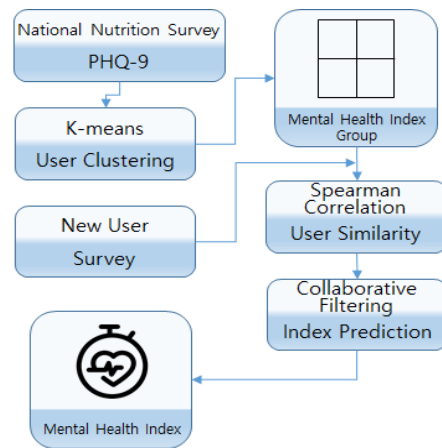 National Nutrition Survey
PHQ-9
K-means
User Clustering
Mental Health Index
Group
New User
Survey
Spearman
Correlation
User Similarity
Collaborative
Filtering
Index Prediction
Mental Health Index